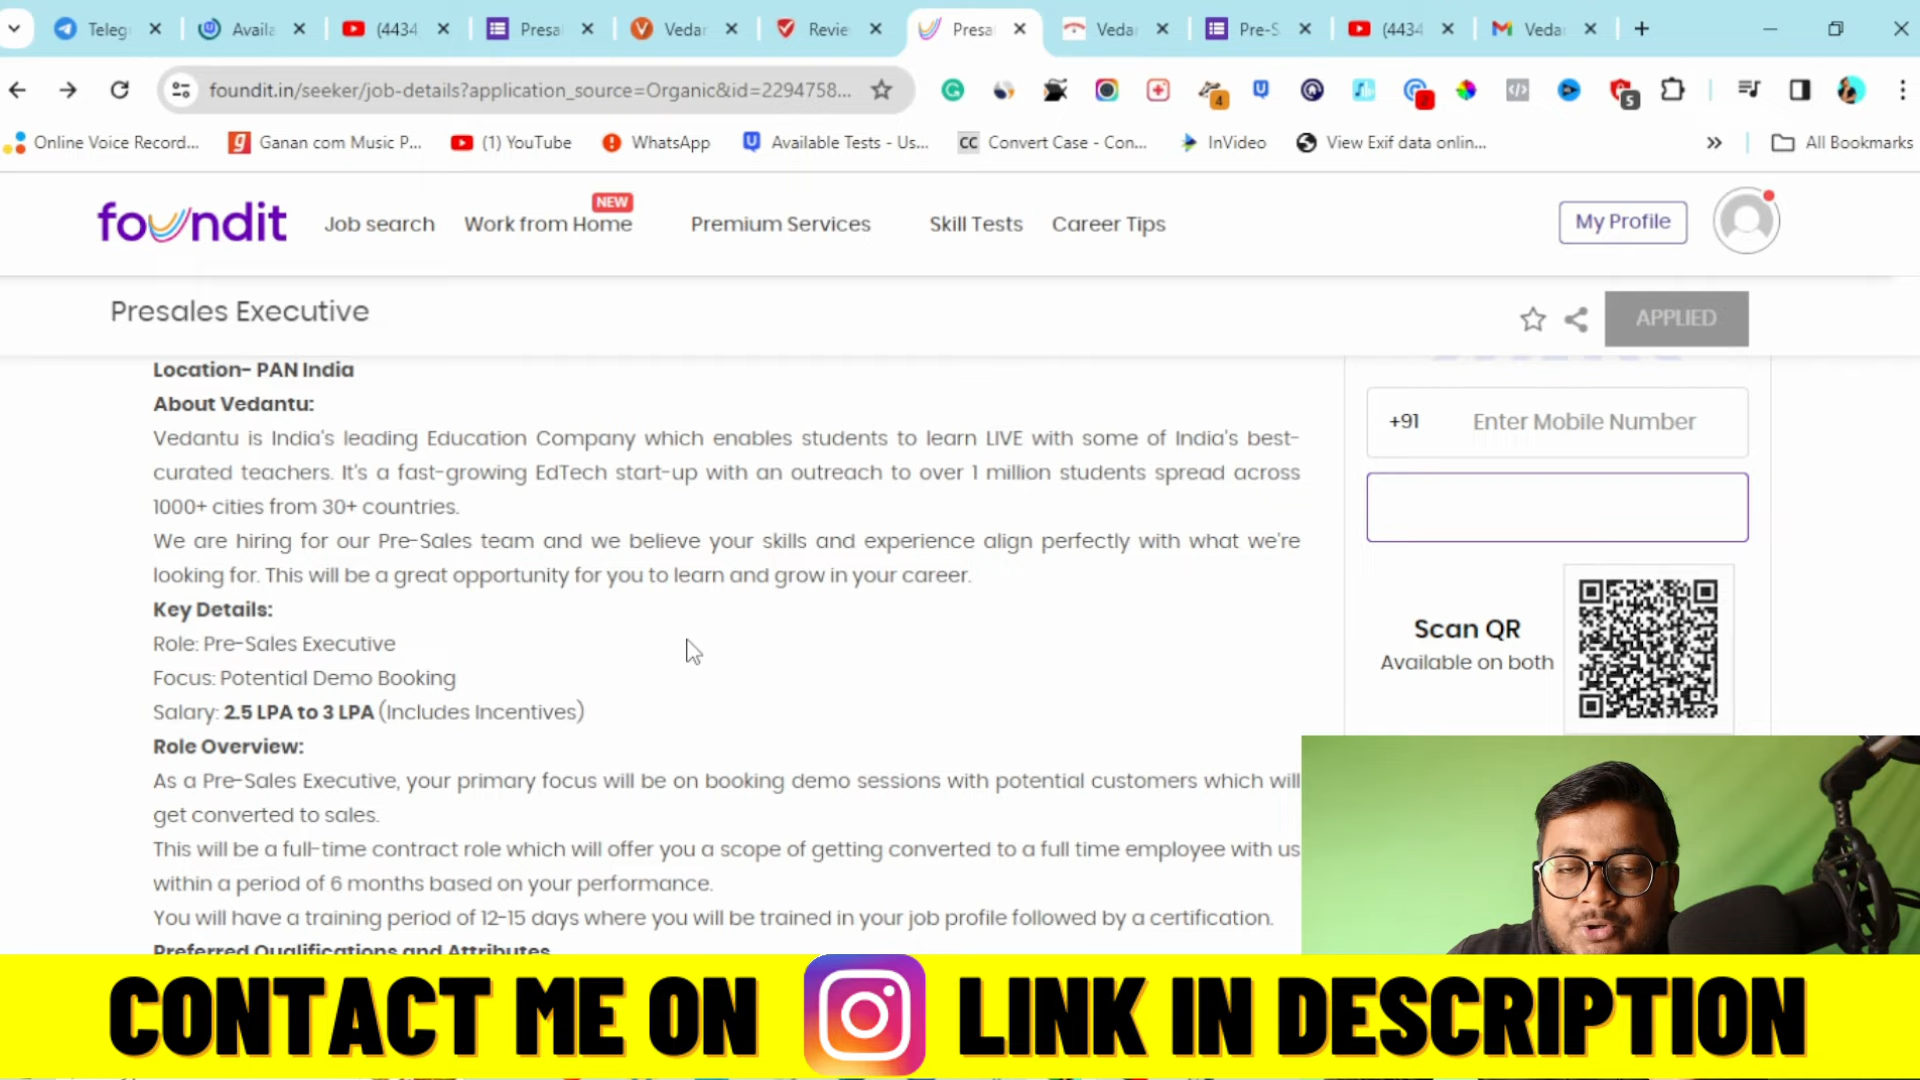 Teleg
Availa
(4434
Presa
Vedar
Revie
Presa
Veda
Pre-S
(4434
Veda
foundit.in/seeker/job-details?application_source=Organic&id=2294758...
4
2
5
Online Voice Record...
Ganan com Music P...
(1) YouTube
WhatsApp
Available Tests - Us...
CC Convert Case - Con...
InVideo
View Exif data onlin...
All Bookmarks
foundit
Job search
NEW
Work from Home
Premium Services
Skill Tests
Career Tips
My Profile
Presales Executive
APPLIED
Location- PAN India
About Vedantu:
Vedantu is India's leading Education Company which enables students to learn LIVE with some of India's best-
curated teachers. It's a fast-growing EdTech start-up with an outreach to over 1 million students spread across
1000+ cities from 30+ countries.
We are hiring for our Pre-Sales team and we believe your skills and experience align perfectly with what we're
looking for. This will be a great opportunity for you to learn and grow in your career.
Key Details:
Role: Pre-Sales Executive
Focus: Potential Demo Booking
Salary: 2.5 LPA to 3 LPA (Includes Incentives)
Role Overview:
As a Pre-Sales Executive, your primary focus will be on booking demo sessions with potential customers which will
get converted to sales.
This will be a full-time contract role which will offer you a scope of getting converted to a full time employee with us
within a period of 6 months based on your performance.
You will have a training period of 12-15 days where you will be trained in your job profile followed by a certification.
Preferred Qualifications and Attributes
+91 Enter Mobile Number
Scan QR
Available on both
CONTACT ME ON LINK IN DESCRIPTION